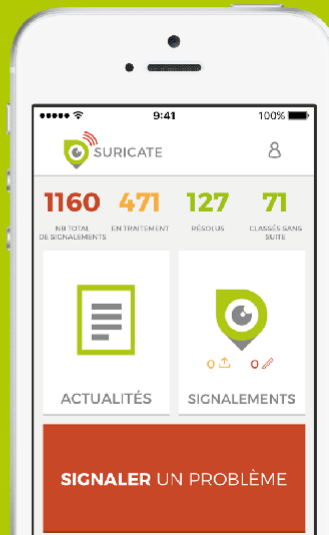 9:41 100%
SURICATE
1160 471 127 71
NB TOTAL EN TRAITEMENT RÉSOLUS CLASSÉS SANS
DE SIGNALEMENTS SUITE
0 0
ACTUALITÉS SIGNALEMENTS
SIGNALER UN PROBLÈME